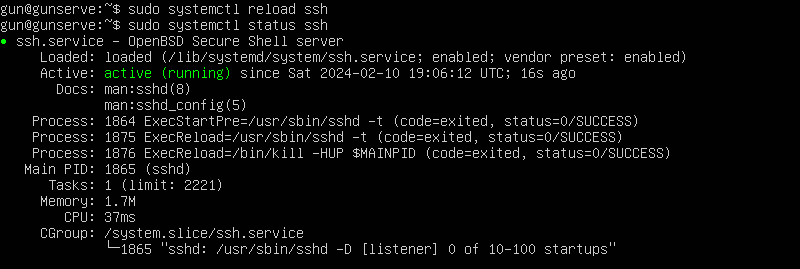 gun@gunserve:~$ sudo systemctl reload ssh
gun@gunserve:~$ sudo systemctl status ssh
● ssh.service - OpenBSD Secure Shell server
Loaded: loaded (/lib/systemd/system/ssh.service; enabled; vendor preset: enabled)
Active: active (running) since Sat 2024-02-10 19:06:12 UTC; 16s ago
Docs: man:sshd(8)
man:sshd_config(5)
Process: 1864 ExecStartPre=/usr/sbin/sshd -t (code=exited, status=0/SUCCESS)
Process: 1875 ExecReload=/usr/sbin/sshd -t (code=exited, status=0/SUCCESS)
Process: 1876 ExecReload=/bin/kill -HUP $MAINPID (code=exited, status=0/SUCCESS)
Main PID: 1865 (sshd)
Tasks: 1 (limit: 2221)
Memory: 1.7M
CPU: 37ms
CGroup: /system.slice/ssh.service
└─1865 "sshd: /usr/sbin/sshd -D [listener] 0 of 10-100 startups"